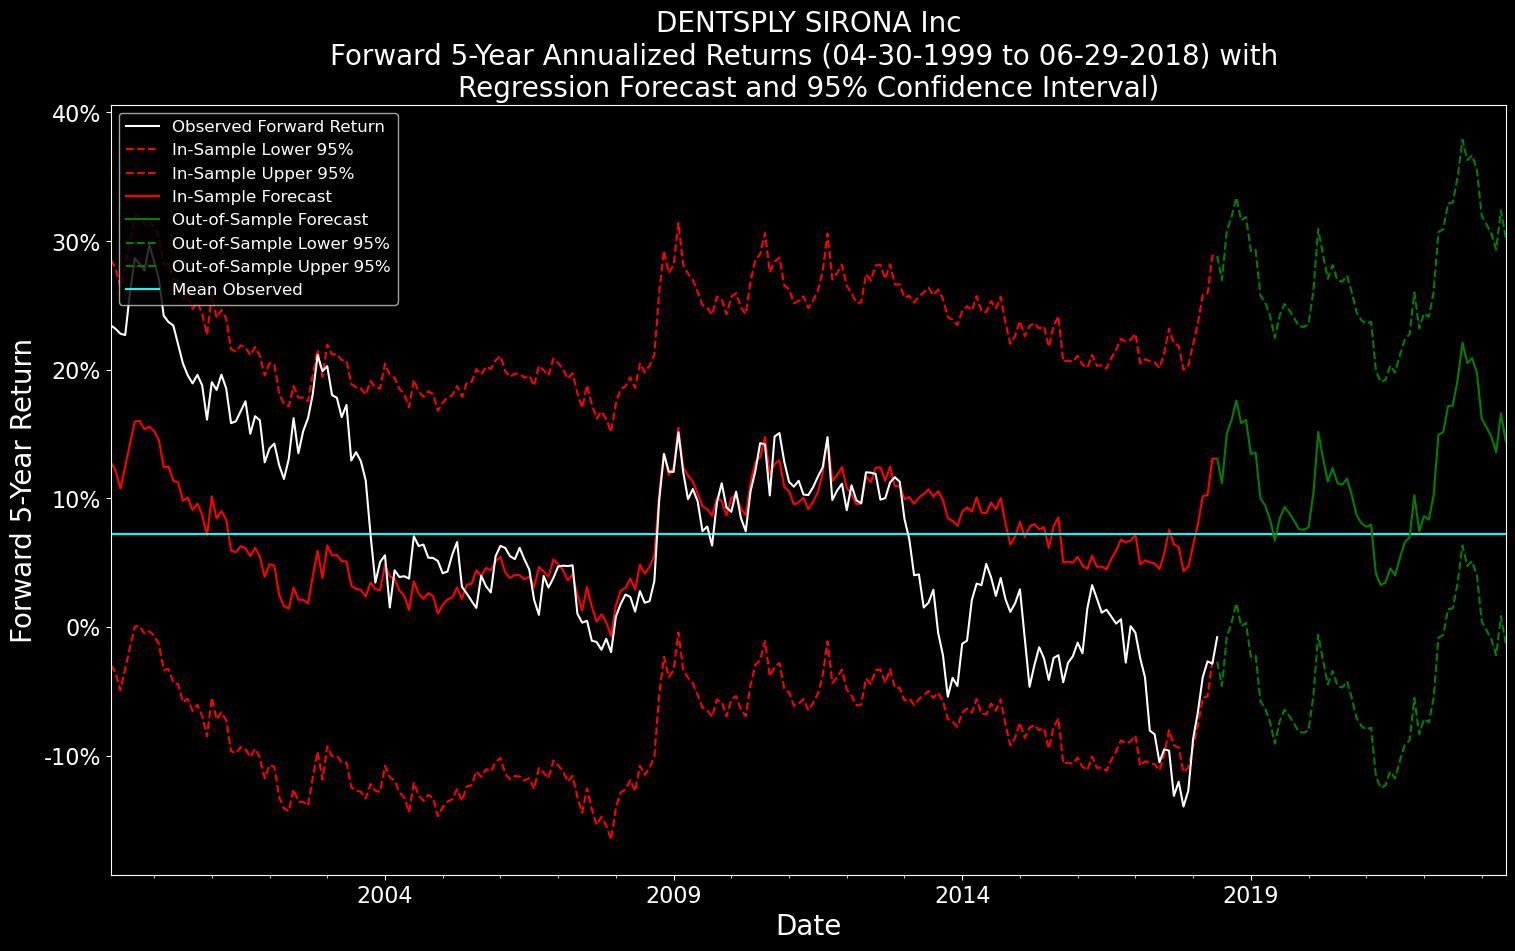 DENTSPLY SIRONA Inc
Forward 5-Year Annualized Returns (04-30-1999 to 06-29-2018) with
Regression Forecast and 95% Confidence Interval)
Observed Forward Return
In-Sample Lower 95%
In-Sample Upper 95%
In-Sample Forecast
Out-of-Sample Forecast
Out-of-Sample Lower 95%
Out-of-Sample Upper 95%
Mean Observed
Forward 5-Year Return
40%
30%
20%
10%
0%
-10%
2004
2009
2014
2019
Date